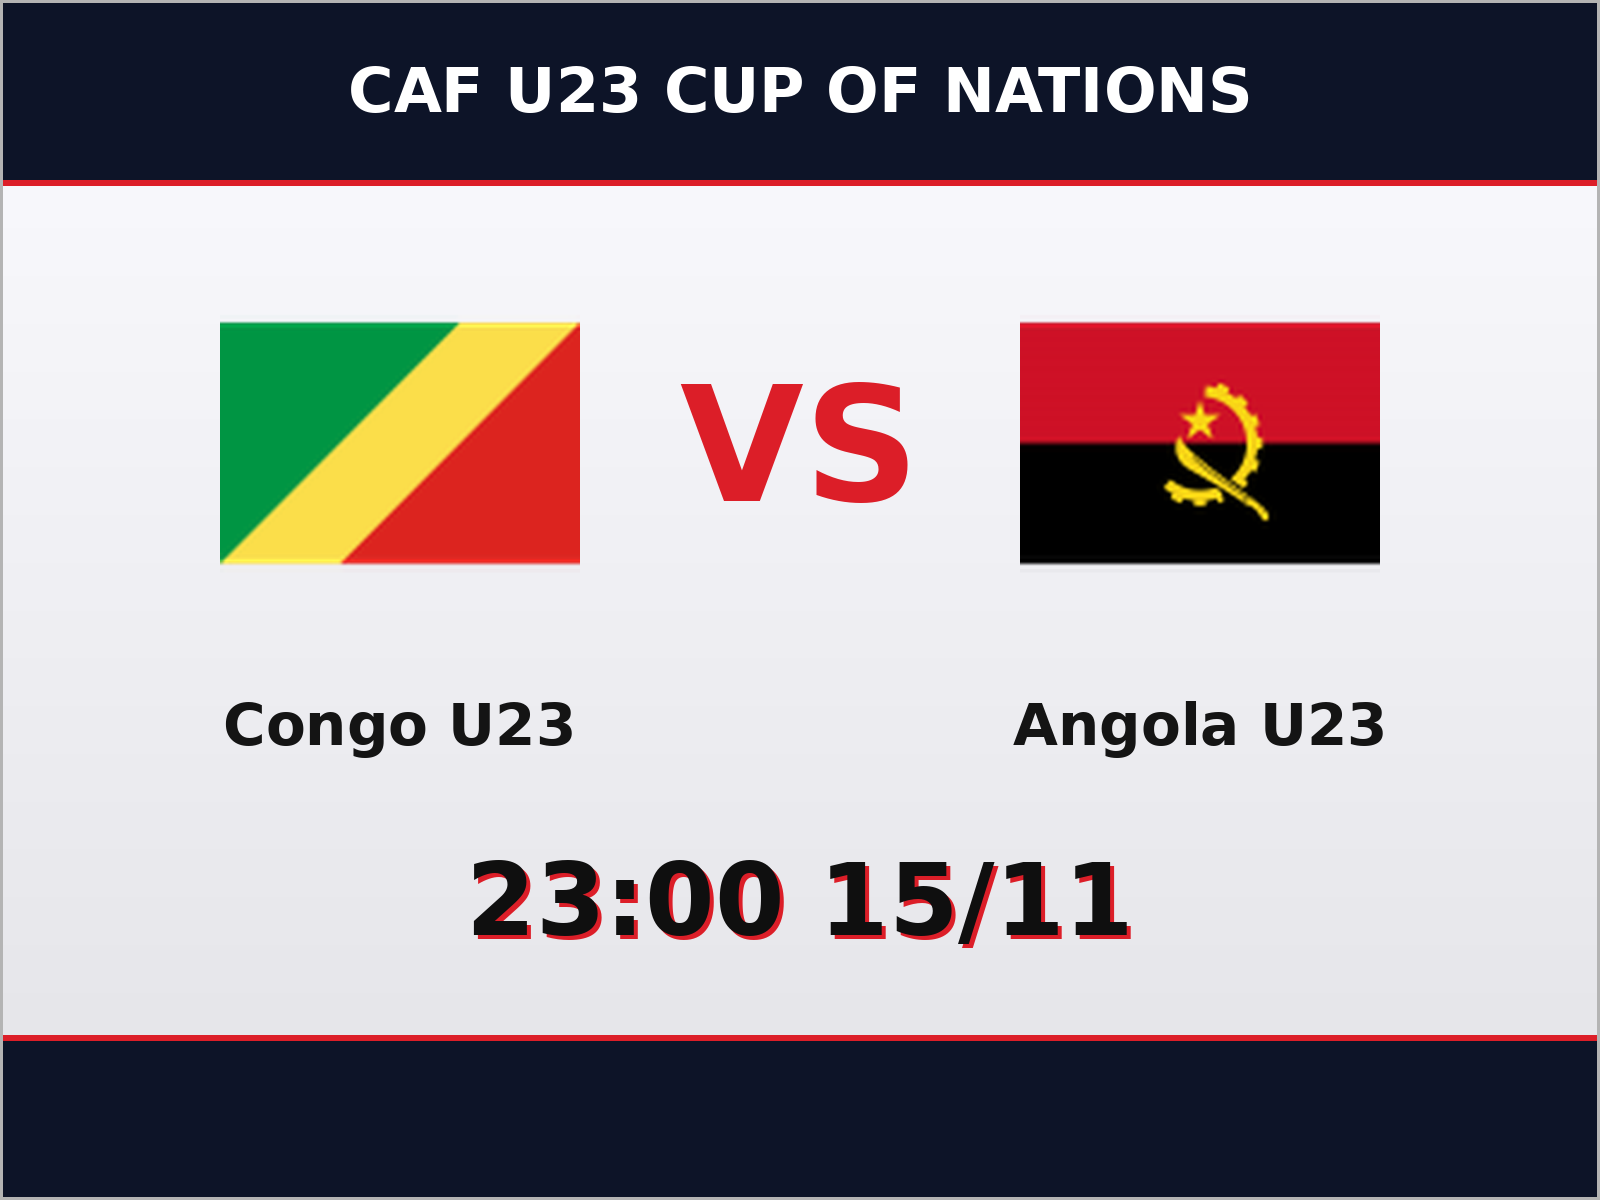 CAF U23 CUP OF NATIONS
VS
Congo U23
Angola U23
23:00 15/11